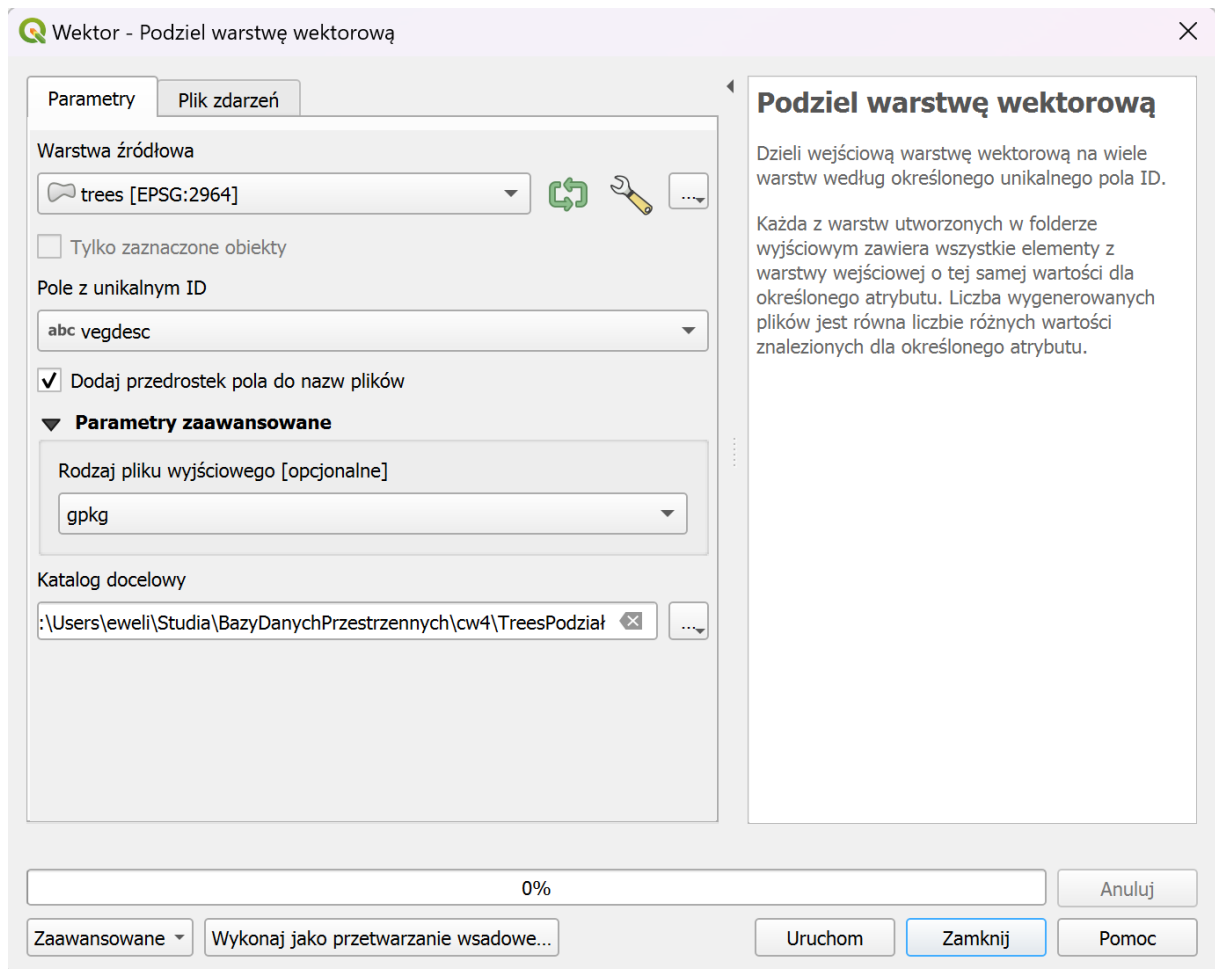 Wektor - Podziel warstwę wektorową
Parametry
Plik zdarzeń
Warstwa źródłowa
trees [EPSG:2964]
...
Tylko zaznaczone obiekty
Pole z unikalnym ID
abc vegdesc
Dodaj przedrostek pola do nazw plików
Parametry zaawansowane
Rodzaj pliku wyjściowego [opcjonalne]
gpkg
Katalog docelowy
:\Users\eweli\Studia\BazyDanychPrzestrzennych\cw4\TreesPodział
...
Podziel warstwę wektorową
Dzieli wejściową warstwę wektorową na wiele
warstw według określonego unikalnego pola ID.
Każda z warstw utworzonych w folderze
wyjściowym zawiera wszystkie elementy z
warstwy wejściowej o tej samej wartości dla
określonego atrybutu. Liczba wygenerowanych
plików jest równa liczbie różnych wartości
znalezionych dla określonego atrybutu.
0%
Anuluj
Zaawansowane
Wykonaj jako przetwarzanie wsadowe...
Uruchom
Zamknij
Pomoc